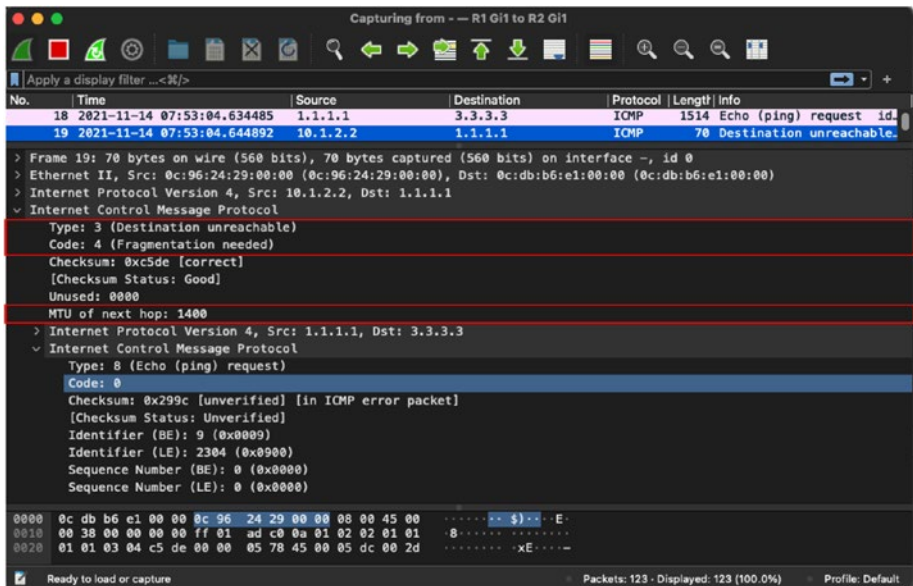 Capturing from - — R1 Gi1 to R2 Gi1
Apply a display filter ...<⌘/>
No. Time Source Destination Protocol Length Info
18 2021-11-14 07:53:04.634485 1.1.1.1 3.3.3.3 ICMP 1514 Echo (ping) request id…
19 2021-11-14 07:53:04.644892 10.1.2.2 1.1.1.1 ICMP 70 Destination unreachable…
> Frame 19: 70 bytes on wire (560 bits), 70 bytes captured (560 bits) on interface -, id 0
> Ethernet II, Src: 0c:96:24:29:00:00 (0c:96:24:29:00:00), Dst: 0c:db:b6:e1:00:00 (0c:db:b6:e1:00:00)
> Internet Protocol Version 4, Src: 10.1.2.2, Dst: 1.1.1.1
Internet Control Message Protocol
Type: 3 (Destination unreachable)
Code: 4 (Fragmentation needed)
Checksum: 0xc5de [correct]
[Checksum Status: Good]
Unused: 0000
MTU of next hop: 1400
> Internet Protocol Version 4, Src: 1.1.1.1, Dst: 3.3.3.3
Internet Control Message Protocol
Type: 8 (Echo (ping) request)
Code: 0
Checksum: 0x299c [unverified] [in ICMP error packet]
[Checksum Status: Unverified]
Identifier (BE): 9 (0x0009)
Identifier (LE): 2304 (0x0900)
Sequence Number (BE): 0 (0x0000)
Sequence Number (LE): 0 (0x0000)
0000 0c db b6 e1 00 00 0c 96 24 29 00 00 08 00 45 00 ········ $)····E·
0010 00 38 00 00 00 00 ff 01 ad c0 0a 01 02 02 01 01 ·8······ ········
0020 01 01 03 04 c5 de 00 00 05 78 45 00 05 dc 00 2d ········ ·xE····-
Ready to load or capture Packets: 123 · Displayed: 123 (100.0%) Profile: Default